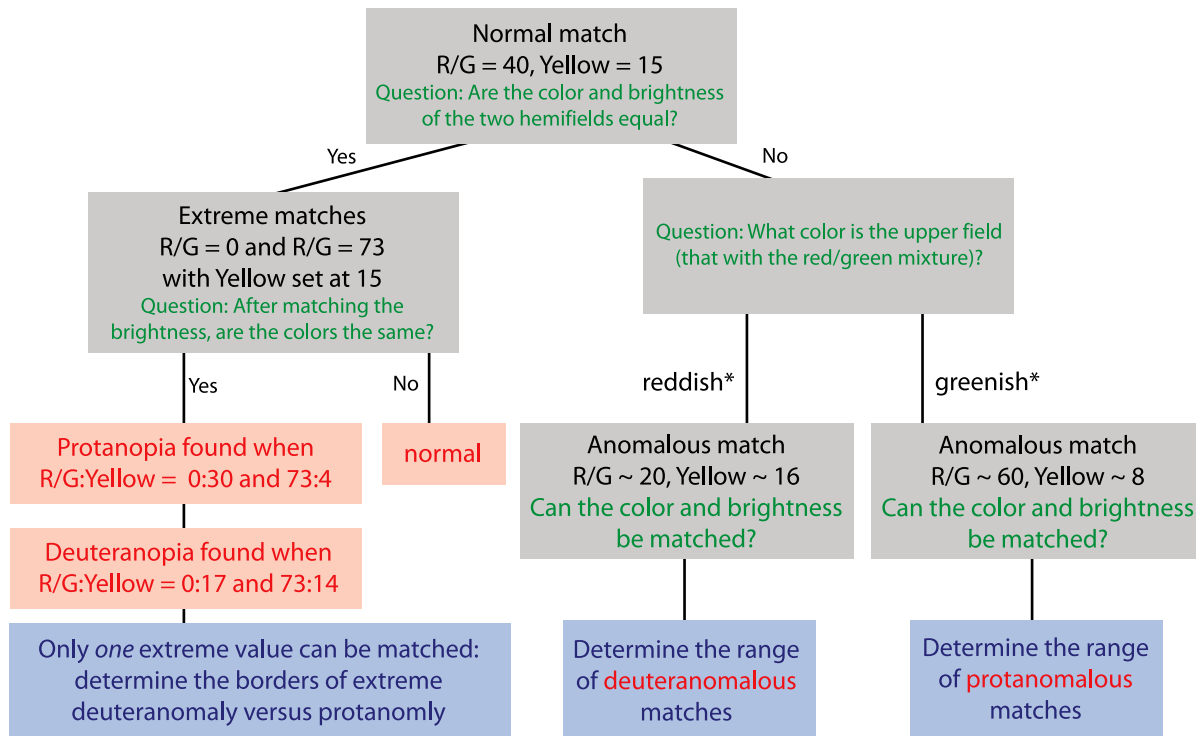 Normal match
R/G = 40, Yellow = 15
Question: Are the color and brightness
of the two hemifields equal?
Yes
No
Extreme matches
R/G = 0 and R/G = 73
with Yellow set at 15
Question: After matching the
brightness, are the colors the same?
Question: What color is the upper field
(that with the red/green mixture)?
Yes
No
reddish*
greenish*
Protanopia found when
R/G:Yellow =  0:30 and 73:4
normal
Anomalous match
R/G ~ 20, Yellow ~ 16
Can the color and brightness
be matched?
Anomalous match
R/G ~ 60, Yellow ~ 8
Can the color and brightness
be matched?
Deuteranopia found when
R/G:Yellow = 0:17 and 73:14
Only one extreme value can be matched:
determine the borders of extreme
deuteranomaly versus protanomly
Determine the range
of deuteranomalous
matches
Determine the range
of protanomalous
matches